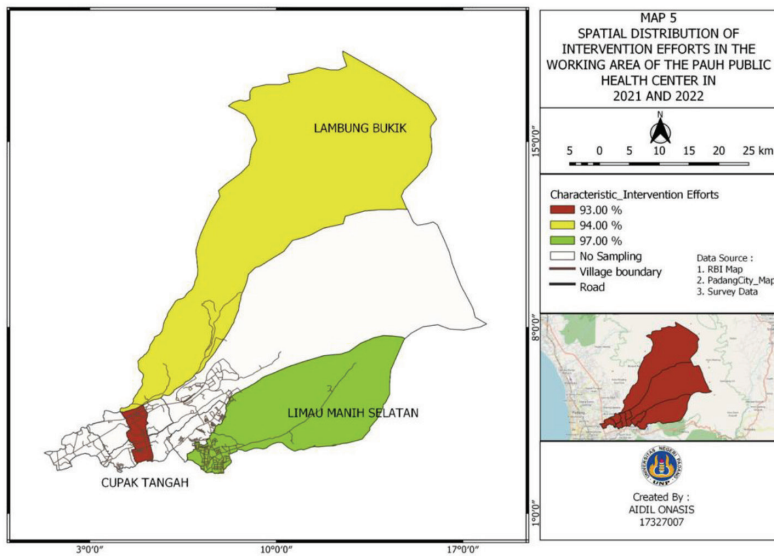 MAP 5
SPATIAL DISTRIBUTION OF
INTERVENTION EFFORTS IN THE
WORKING AREA OF THE PAUH PUBLIC
HEALTH CENTER IN
2021 AND 2022
N
5 0 5 10 15 20 25 km
Characteristic_Intervention Efforts
93.00 %
94.00 %
97.00 %
No Sampling
Village boundary
Road
Data Source :
1. RBI Map
2. PadangCity_Map
3. Survey Data
LAMBUNG BUKIK
LIMAU MANIH SELATAN
CUPAK TANGAH
15°0'0"
8°0'0"
1°0'0"
3°0'0" 10°0'0" 17°0'0"
UNIVERSITAS NEGERI PADANG
UNP
Created By :
AIDIL ONASIS
17327007